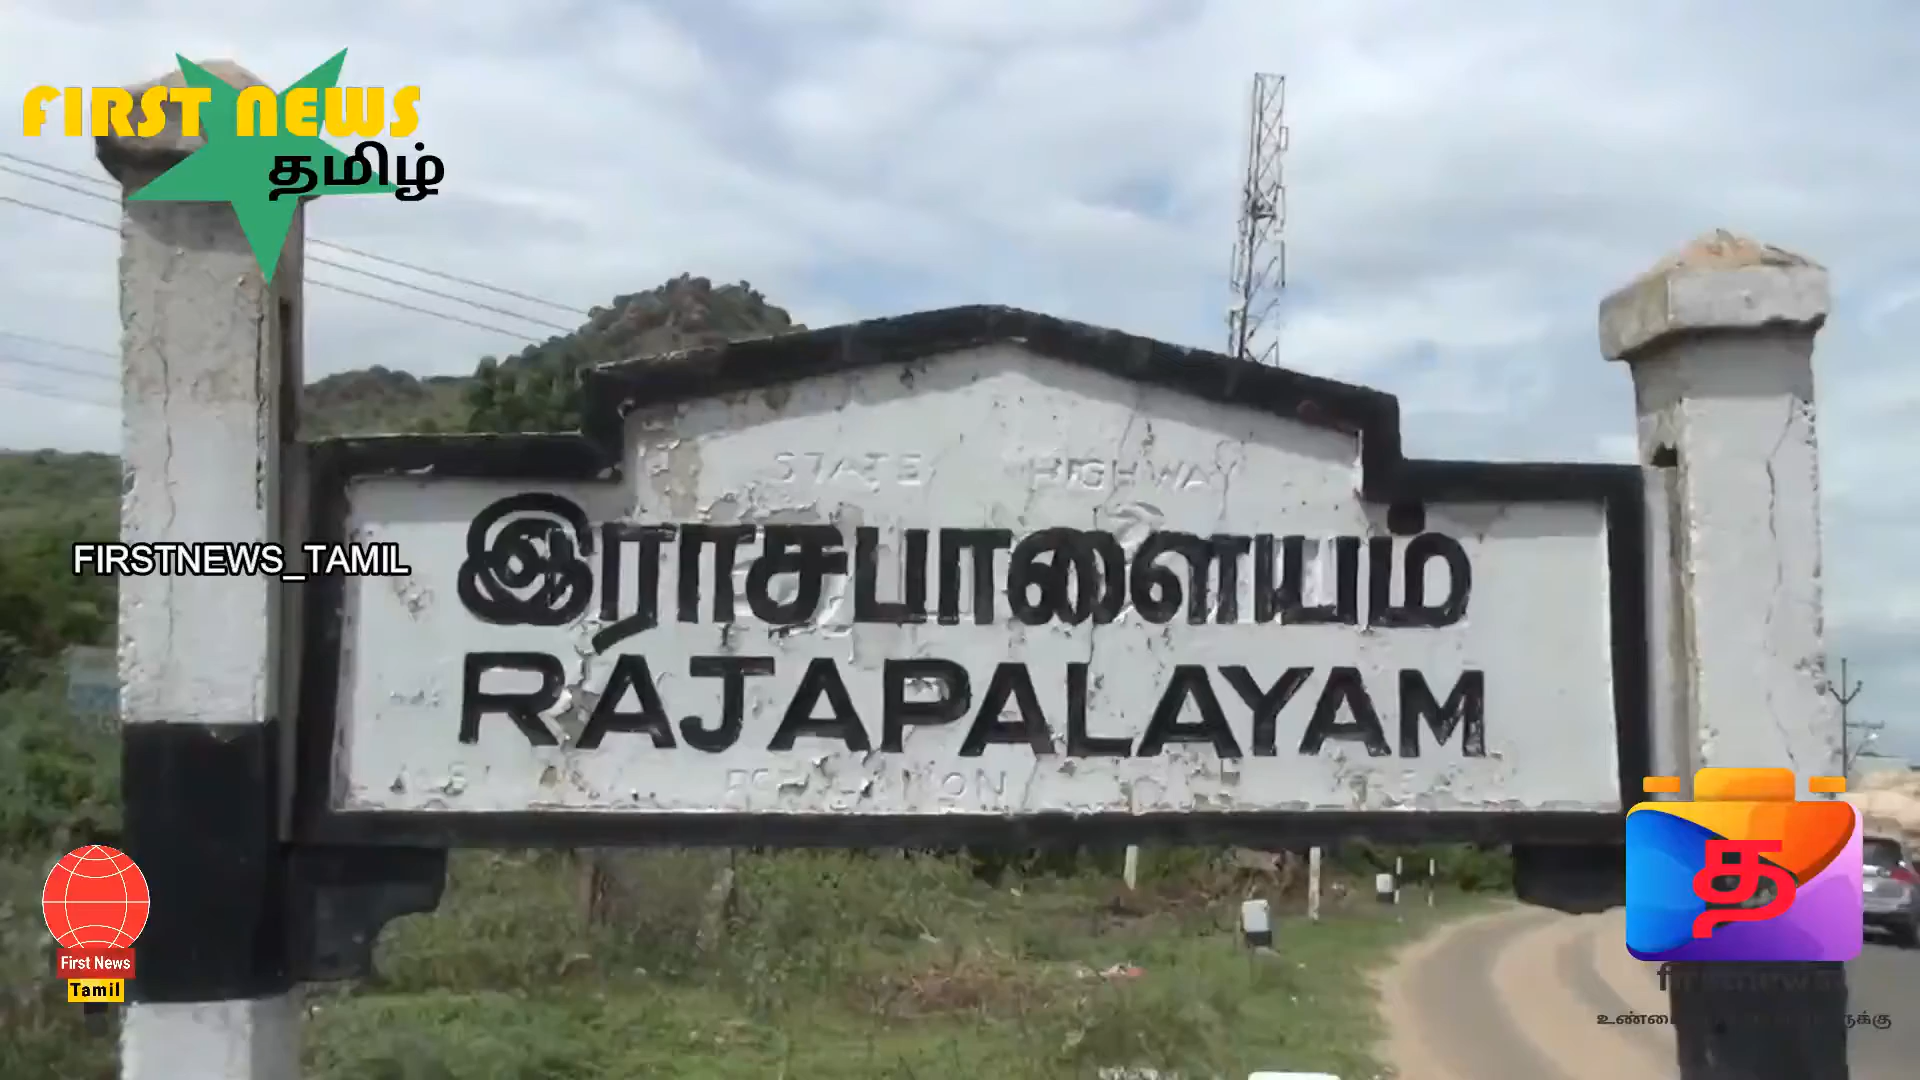 FIRST NEWS
தமிழ்
STATE HIGHWAY
FIRSTNEWS_TAMIL
இராசபாளையம்
RAJAPALAYAM
த
First News
Tamil